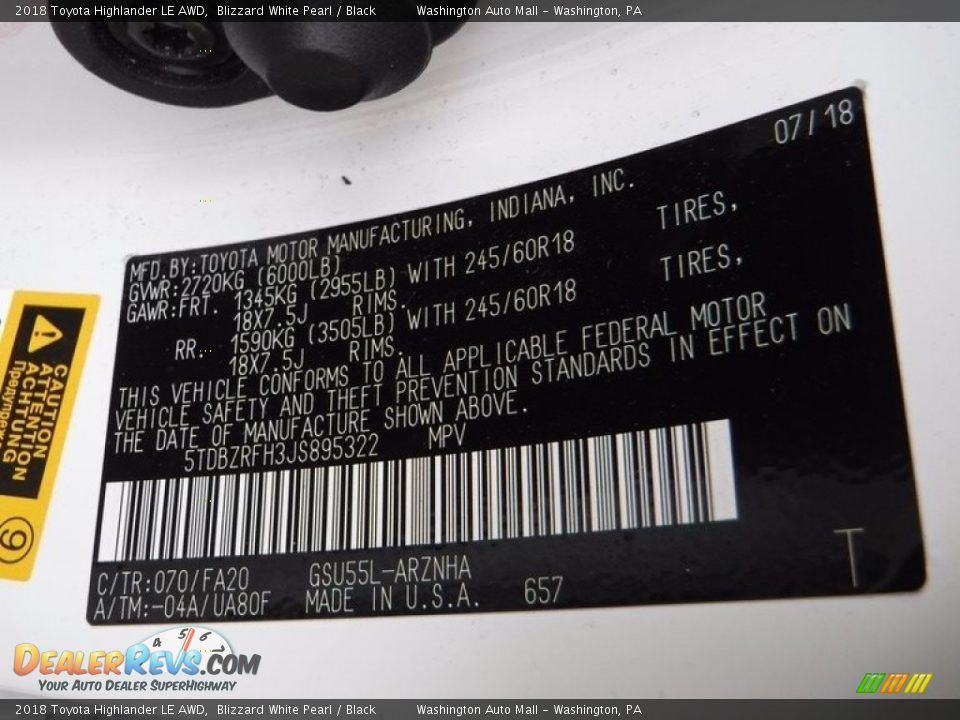 2018 Toyota Highlander LE AWD, Blizzard White Pearl / Black Washington Auto Mall - Washington, PA
07/18
MFD.BY:TOYOTA MOTOR MANUFACTURING, INDIANA, INC.
GVWR:2720KG (6000LB)
GAWR:FRT. 1345KG (2955LB) WITH 245/60R18 TIRES,
18X7.5J RIMS.
RR. 1590KG (3505LB) WITH 245/60R18 TIRES,
18X7.5J RIMS.
THIS VEHICLE CONFORMS TO ALL APPLICABLE FEDERAL MOTOR
VEHICLE SAFETY AND THEFT PREVENTION STANDARDS IN EFFECT ON
THE DATE OF MANUFACTURE SHOWN ABOVE.
5TDBZRFH3JS895322 MPV
C/TR:070/FA20 GSU55L-ARZNHA
A/TM:-04A/UA80F MADE IN U.S.A. 657
T
CAUTION
ATTENTION
ACHTUNG
9
4 5 6 7
DEALERREVS.COM
YOUR AUTO DEALER SUPERHIGHWAY
2018 Toyota Highlander LE AWD, Blizzard White Pearl / Black Washington Auto Mall - Washington, PA